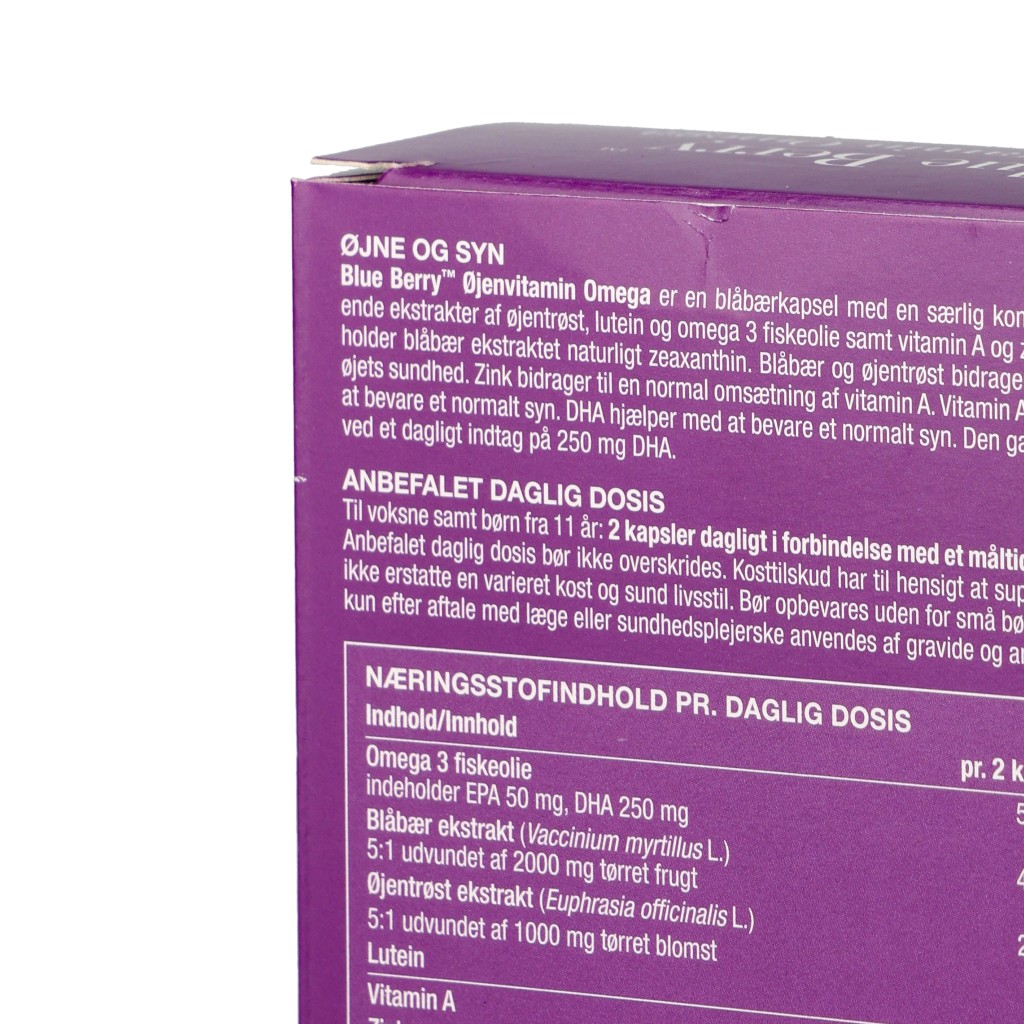 Berry™
ØJNE OG SYN
Blue Berry™ Øjenvitamin Omega er en blåbærkapsel med en særlig kom
ende ekstrakter af øjentrøst, lutein og omega 3 fiskeolie samt vitamin A og z
holder blåbær ekstraktet naturligt zeaxanthin. Blåbær og øjentrøst bidrage
øjets sundhed. Zink bidrager til en normal omsætning af vitamin A. Vitamin A
at bevare et normalt syn. DHA hjælper med at bevare et normalt syn. Den ga
ved et dagligt indtag på 250 mg DHA.
ANBEFALET DAGLIG DOSIS
Til voksne samt børn fra 11 år: 2 kapsler dagligt i forbindelse med et måltid
Anbefalet daglig dosis bør ikke overskrides. Kosttilskud har til hensigt at sup
ikke erstatte en varieret kost og sund livsstil. Bør opbevares uden for små bø
kun efter aftale med læge eller sundhedsplejerske anvendes af gravide og a
NÆRINGSSTOFINDHOLD PR. DAGLIG DOSIS
Indhold/Innhold pr. 2 k
Omega 3 fiskeolie
indeholder EPA 50 mg, DHA 250 mg 5
Blåbær ekstrakt (Vaccinium myrtillus L.)
5:1 udvundet af 2000 mg tørret frugt 4
Øjentrøst ekstrakt (Euphrasia officinalis L.)
5:1 udvundet af 1000 mg tørret blomst 2
Lutein
Vitamin A